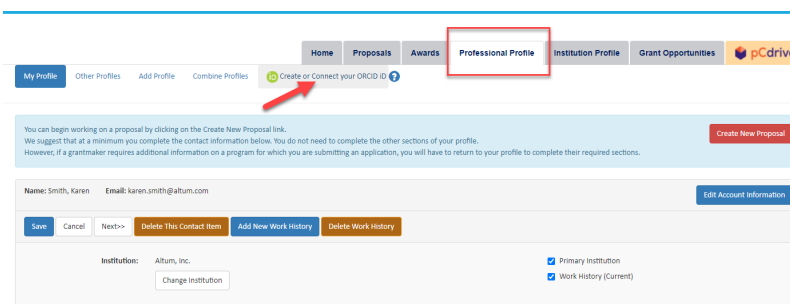 Home Proposals Awards Professional Profile Institution Profile Grant Opportunities pCdrive
My Profile Other Profiles Add Profile Combine Profiles iD Create or Connect your ORCID iD ?
You can begin working on a proposal by clicking on the Create New Proposal link.
Create New Proposal
We suggest that at a minimum you complete the contact information below. You do not need to complete the other sections of your profile.
However, if a grantmaker requires additional information on a program for which you are submitting an application, you will have to return to your profile to complete their required sections.
Name: Smith, Karen Email: karen.smith@altum.com
Edit Account Information
Save Cancel Next>> Delete This Contact Item Add New Work History Delete Work History
Institution: Altum, Inc. Primary Institution
Change Institution Work History (Current)